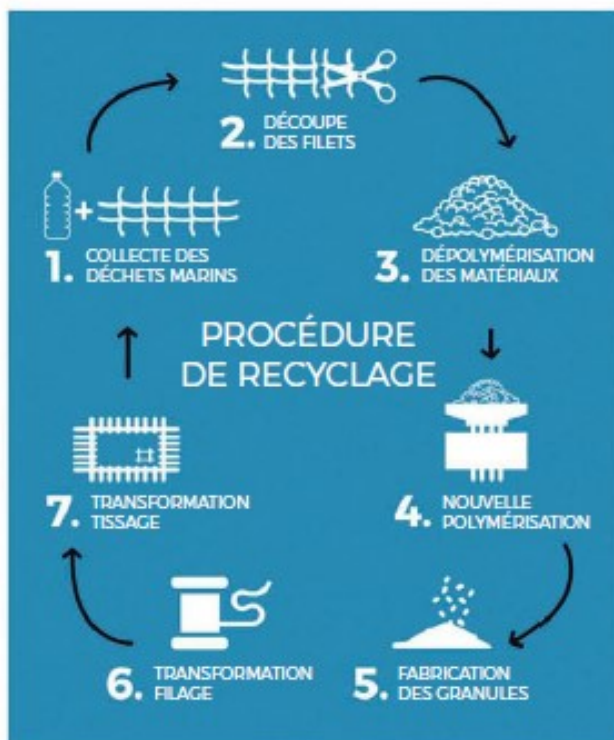 PROCÉDURE
DE RECYCLAGE
1. COLLECTE DES
DÉCHETS MARINS
2. DÉCOUPE
DES FILETS
3. DÉPOLYMÉRISATION
DES MATÉRIAUX
4. NOUVELLE
POLYMÉRISATION
5. FABRICATION
DES GRANULES
6. TRANSFORMATION
FILAGE
7. TRANSFORMATION
TISSAGE